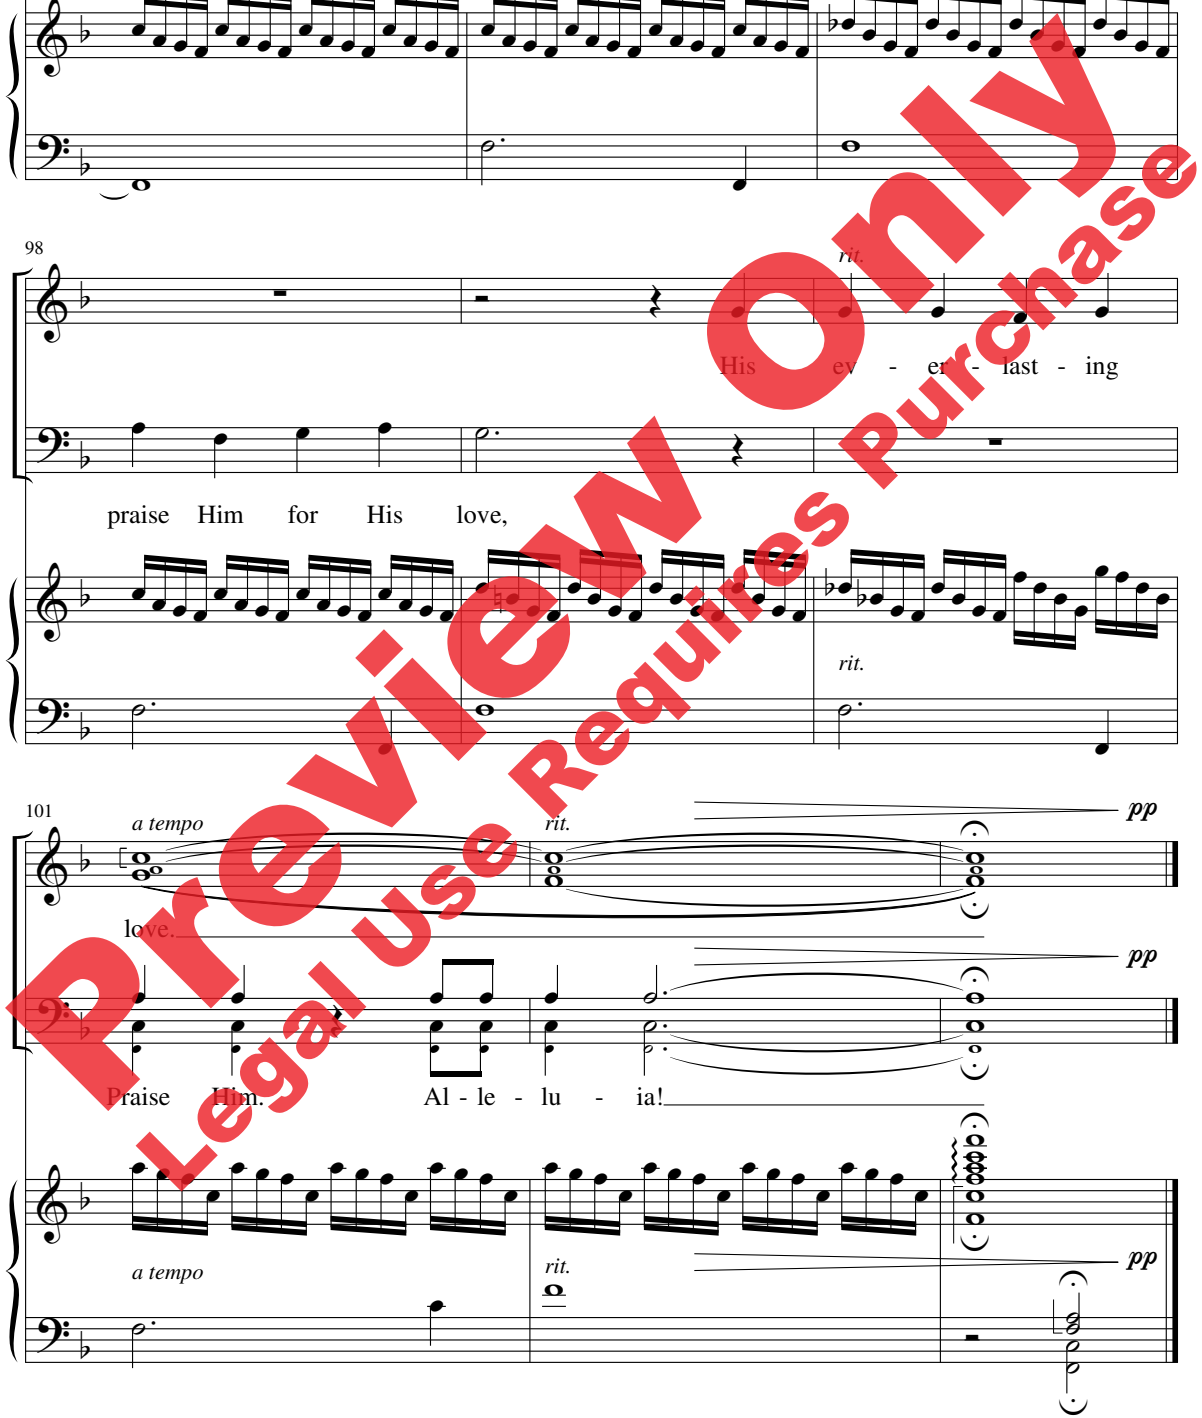 98
rit.
His ev - er - last - ing
praise Him for His love,
rit.
101
a tempo
rit.
pp
love.
pp
Praise Him. Al - le - lu - ia!
a tempo
rit.
pp
Preview Only
Legal Use Requires Purchase